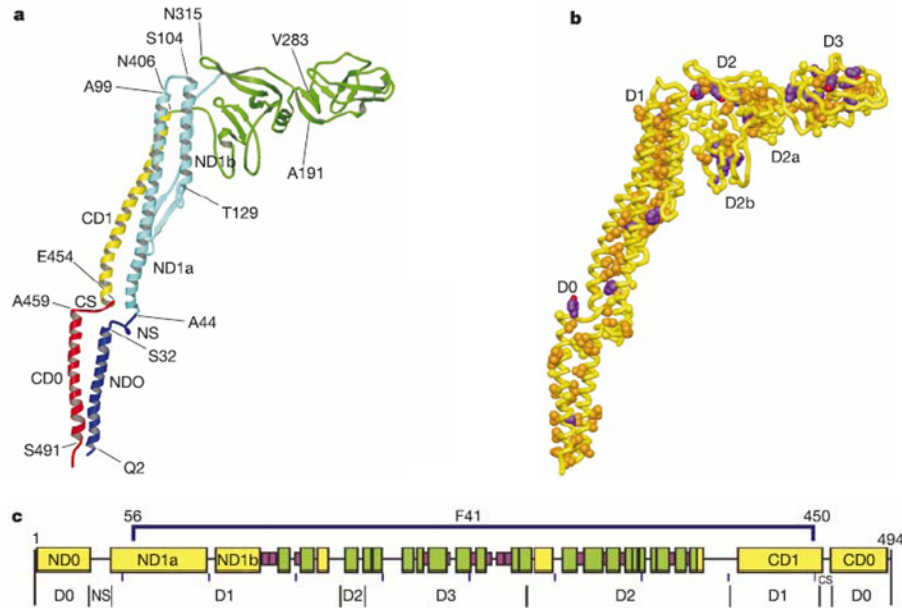 a
N315
S104
V283
N406
A99
ND1b
A191
T129
CD1
ND1a
E454
A459
CS
NS
A44
S32
CD0
NDO
S491
Q2
b
D3
D2
D1
D2a
D2b
D0
c
56 F41 450
1 494
ND0 ND1a ND1b CD1 CD0
D0 NS D1 D2 D3 D2 D1 CS D0